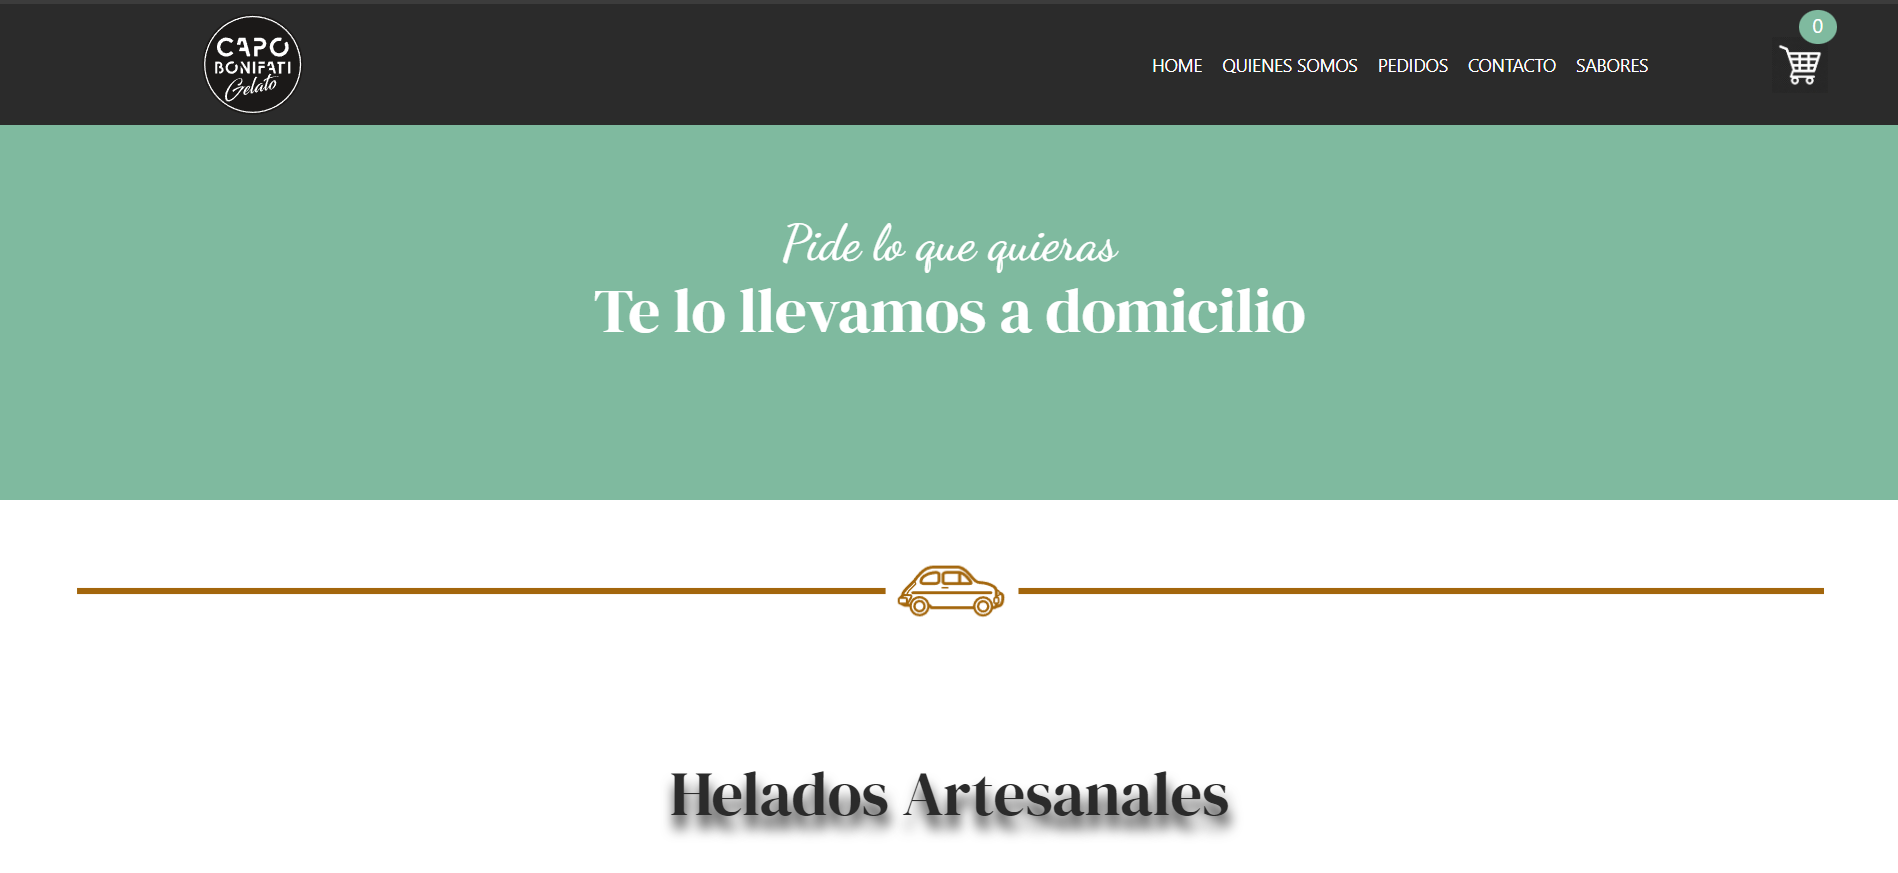 CAPO
BONIFATI
Gelato
HOME QUIENES SOMOS PEDIDOS CONTACTO SABORES
0
Pide lo que quieras
Te lo llevamos a domicilio
Helados Artesanales